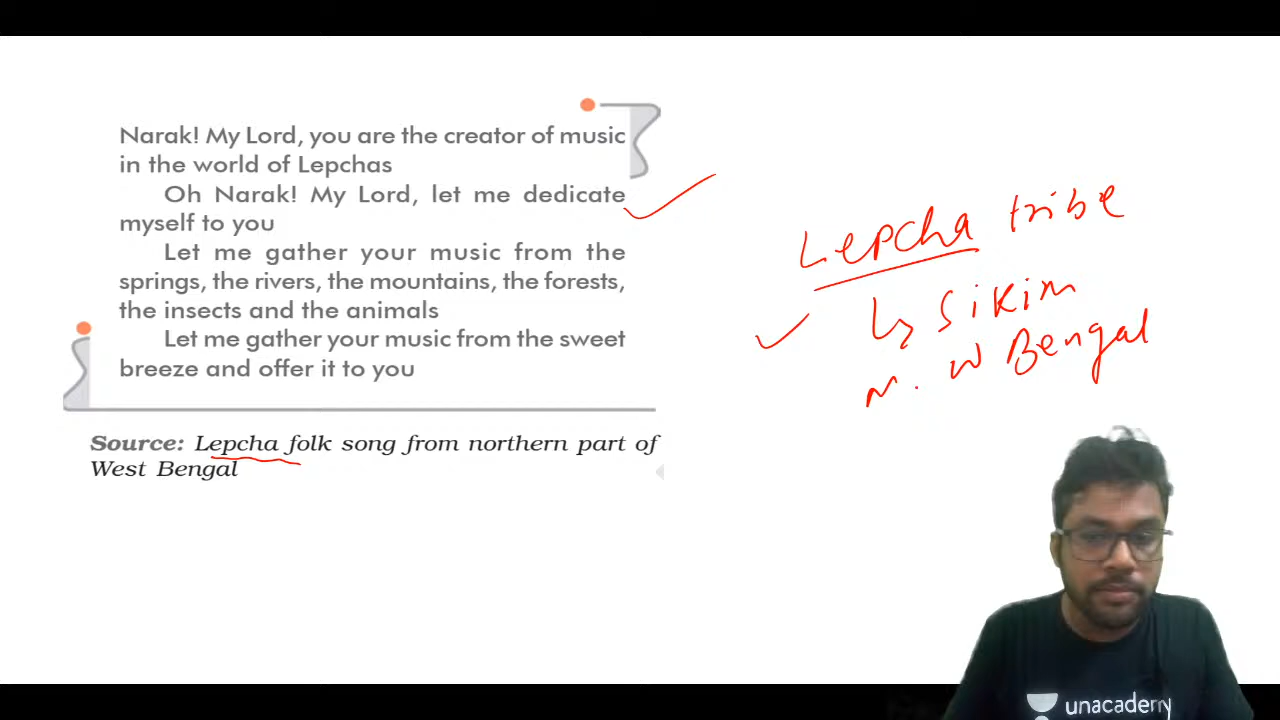 Narak! My Lord, you are the creator of music
in the world of Lepchas
Oh Narak! My Lord, let me dedicate
myself to you
Let me gather your music from the
springs, the rivers, the mountains, the forests,
the insects and the animals
Let me gather your music from the sweet
breeze and offer it to you
Source: Lepcha folk song from northern part of
West Bengal
Lepcha tribe
Sikim
N. W Bengal
unacademy